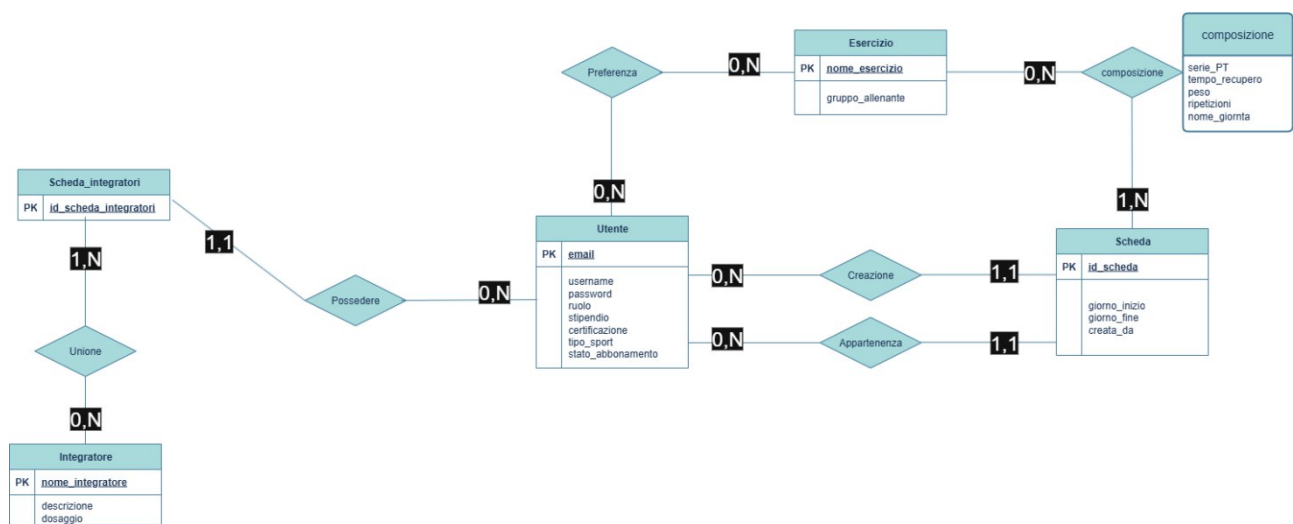 composizione
serie_PT
tempo_recupero
peso
ripetizioni
nome_giornta
Esercizio
PK nome_esercizio
gruppo_allenante
Preferenza
0,N
0,N
composizione
0,N
1,N
Scheda_integratori
PK id_scheda_integratori
1,1
1,N
Possedere
0,N
Utente
PK email
username
password
ruolo
stipendio
certificazione
tipo_sport
stato_abbonamento
0,N
Creazione
1,1
0,N
Appartenenza
1,1
Scheda
PK id_scheda
giorno_inizio
giorno_fine
creata_da
Unione
0,N
Integratore
PK nome_integratore
descrizione
dosaggio